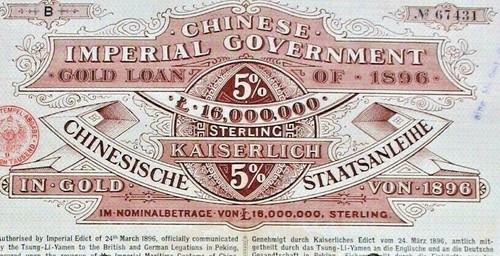 B
No 67431
CHINESE
IMPERIAL GOVERNMENT
GOLD LOAN OF 1896
5%
£ 16,000,000
STERLING
CHINESISCHE KAISERLICH STAATSANLEIHE
5%
IN GOLD VON 1896
IM NOMINALBETRAGE VON £ 16,000,000, STERLING.
uthorised by Imperial Edict of 24th March 1896, officially communicated
y the Tsung-Li-Yamen to the British and German Legations in Peking,
Genehmigt durch Kaiserliches Edict vom 24. März 1896, amtlich mit-
getheilt durch das Tsung-Li-Yamen an die Englische und an die Deutsche